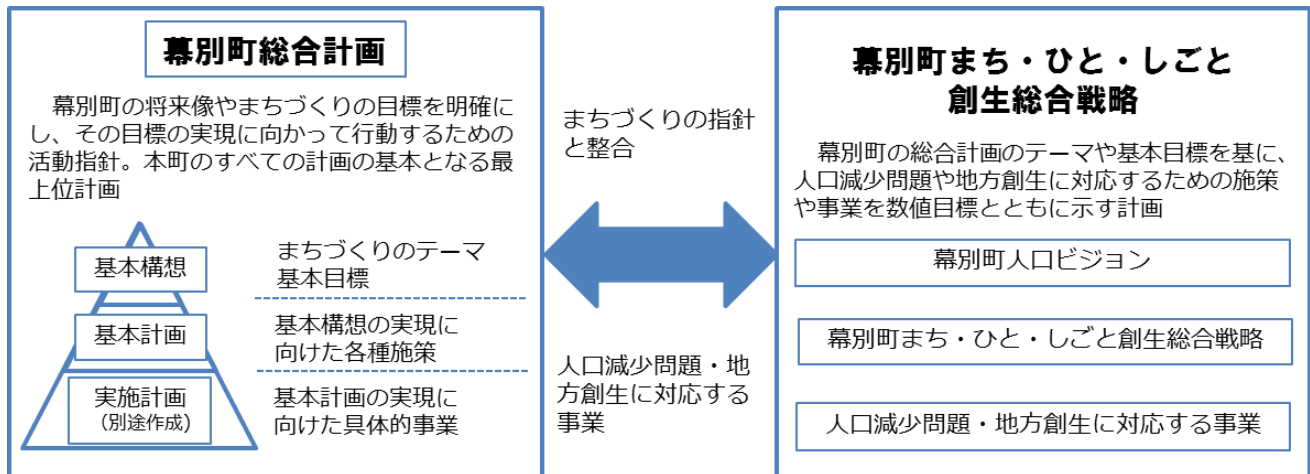 幕別町総合計画
　幕別町の将来像やまちづくりの目標を明確に
し、その目標の実現に向かって行動するための
活動指針。本町のすべての計画の基本となる最
上位計画
基本構想
まちづくりのテーマ
基本目標
基本計画
基本構想の実現に
向けた各種施策
実施計画
（別途作成）
基本計画の実現に
向けた具体的事業
まちづくりの指針
と整合
人口減少問題・地
方創生に対応する
事業
幕別町まち・ひと・しごと
創生総合戦略
　幕別町の総合計画のテーマや基本目標を基に、
人口減少問題や地方創生に対応するための施策
や事業を数値目標とともに示す計画
幕別町人口ビジョン
幕別町まち・ひと・しごと創生総合戦略
人口減少問題・地方創生に対応する事業